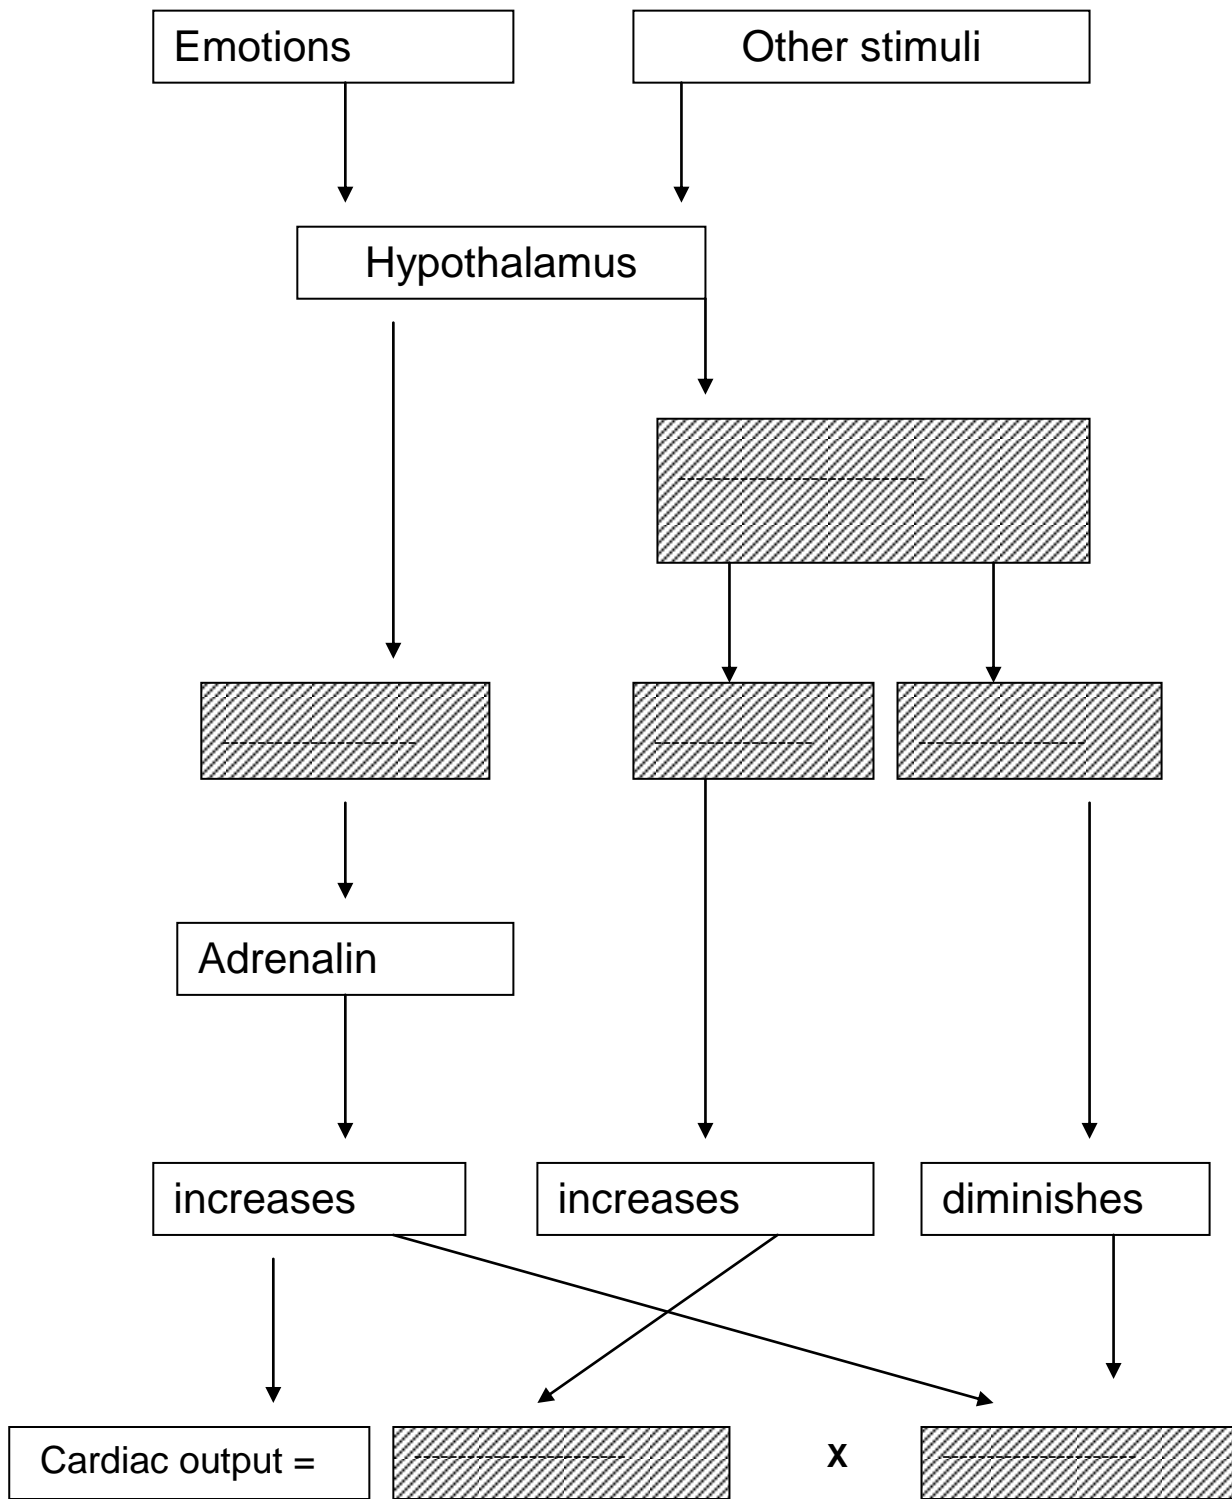 Emotions
Other stimuli
Hypothalamus
Adrenalin
increases
increases
diminishes
Cardiac output =
X